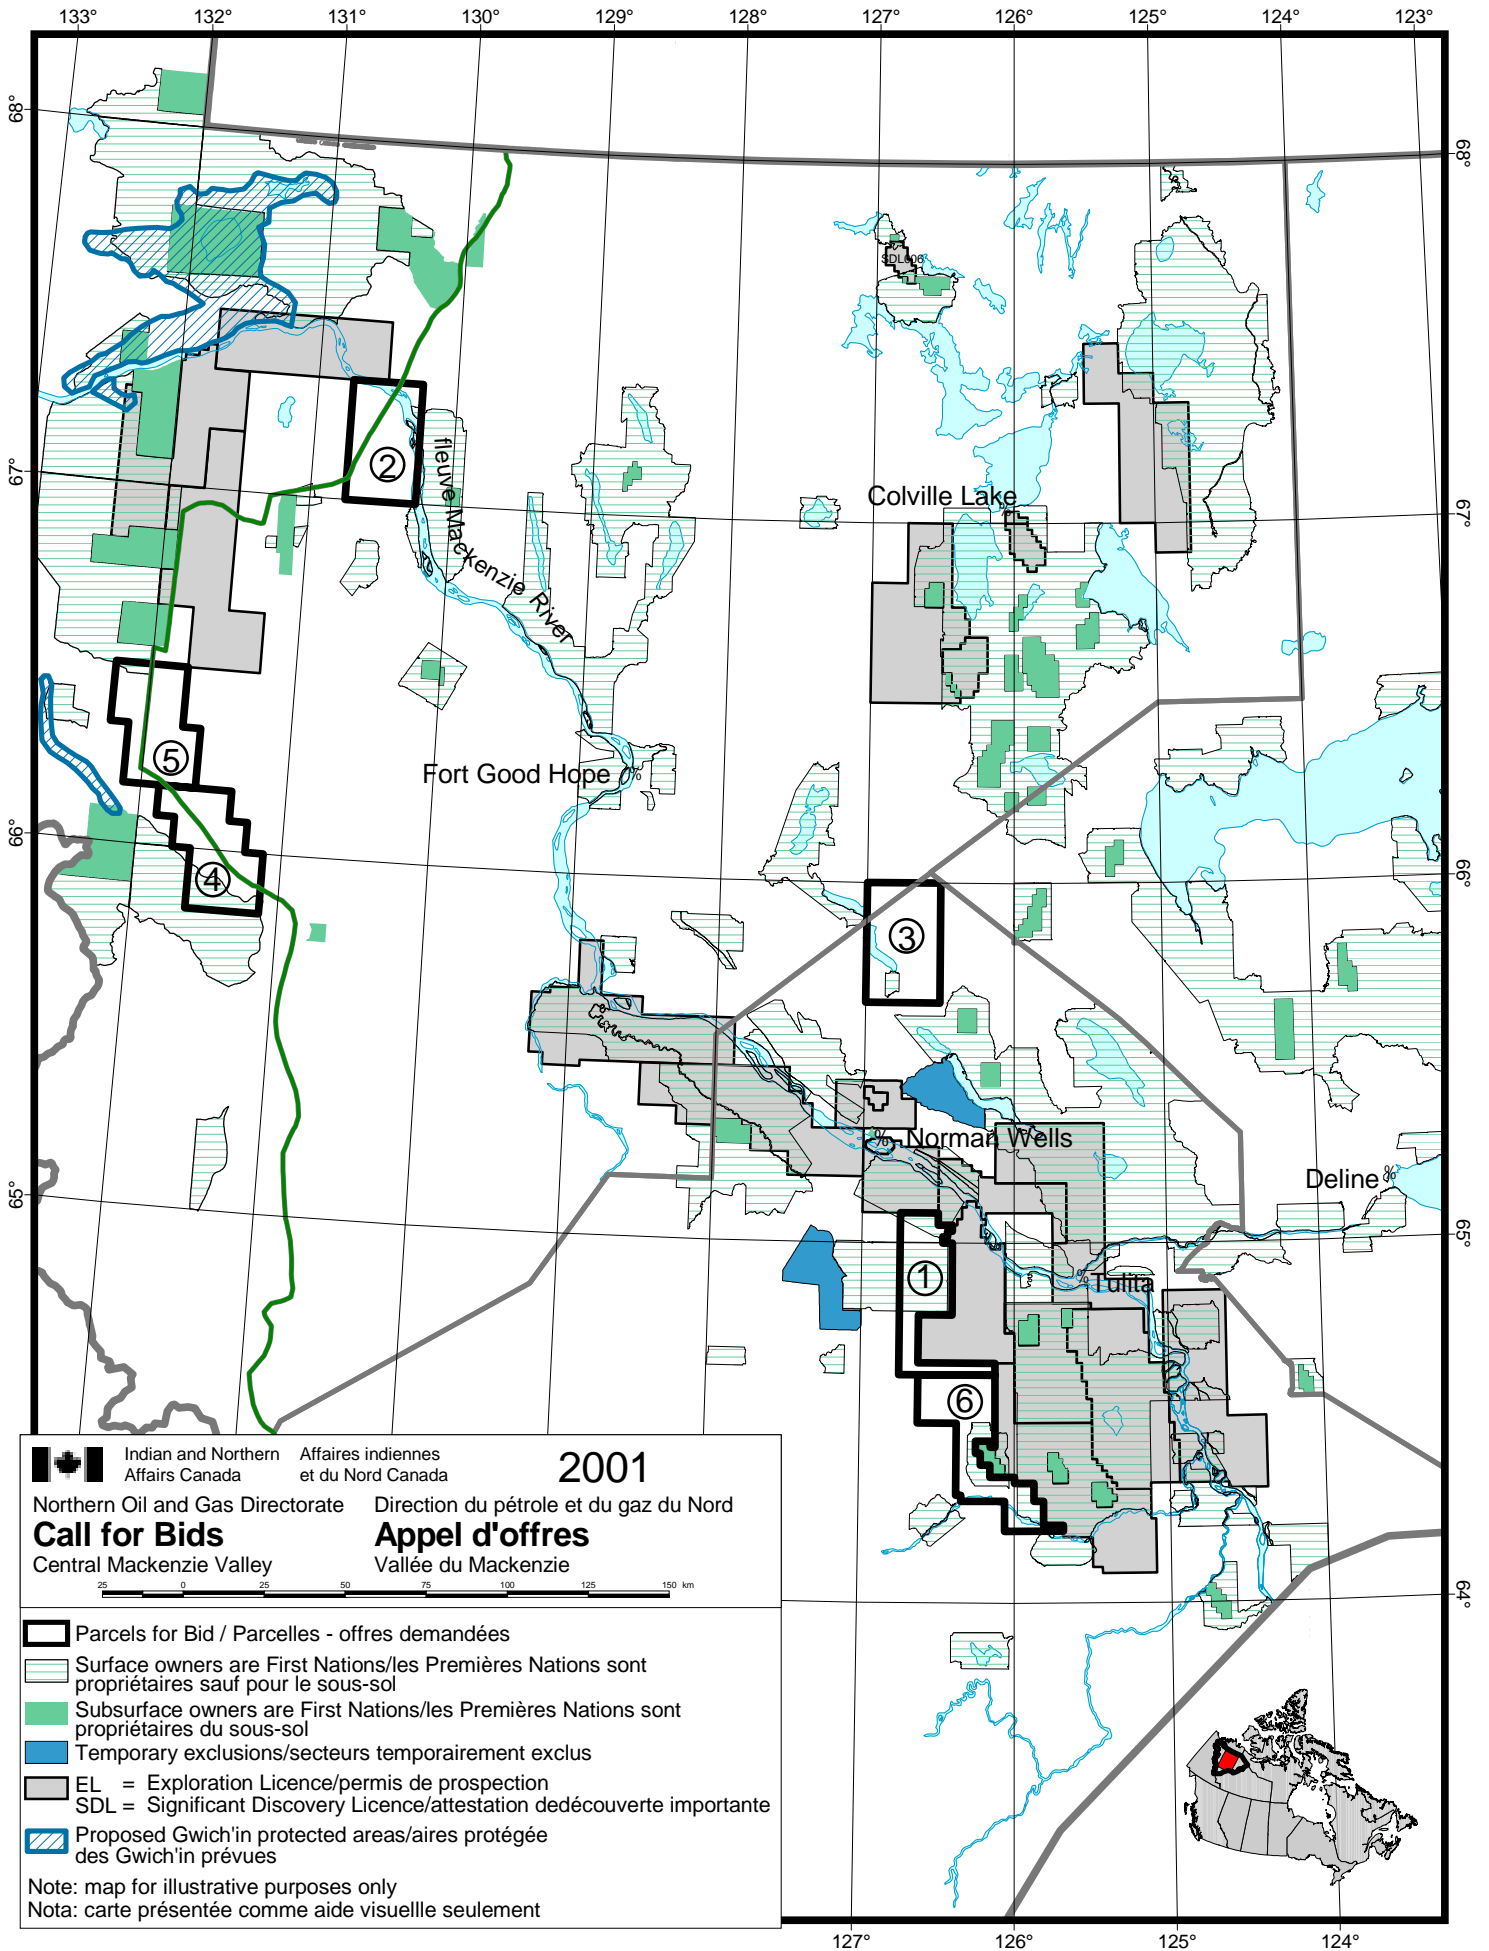 133° 132° 131° 130° 129° 128° 127° 126° 125° 124° 123°
68°
68°
SDL006
2
fleuve Mackenzie River
67°
Colville Lake
%
67°
5
Fort Good Hope %
66°
4
66°
3
% Norman Wells
Deline %
65°
65°
1
% Tulita
6
Indian and Northern Affairs Canada
Affaires indiennes et du Nord Canada
2001
Northern Oil and Gas Directorate
Direction du pétrole et du gaz du Nord
Call for Bids
Appel d'offres
Central Mackenzie Valley
Vallée du Mackenzie
25 0 25 50 75 100 125 150 km
64°
Parcels for Bid / Parcelles - offres demandées
Surface owners are First Nations/les Premières Nations sont
propriétaires sauf pour le sous-sol
Subsurface owners are First Nations/les Premières Nations sont
propriétaires du sous-sol
Temporary exclusions/secteurs temporairement exclus
EL = Exploration Licence/permis de prospection
SDL = Significant Discovery Licence/attestation dedécouverte importante
Proposed Gwich'in protected areas/aires protégée
des Gwich'in prévues
Note: map for illustrative purposes only
Nota: carte présentée comme aide visuellle seulement
127° 126° 125° 124°